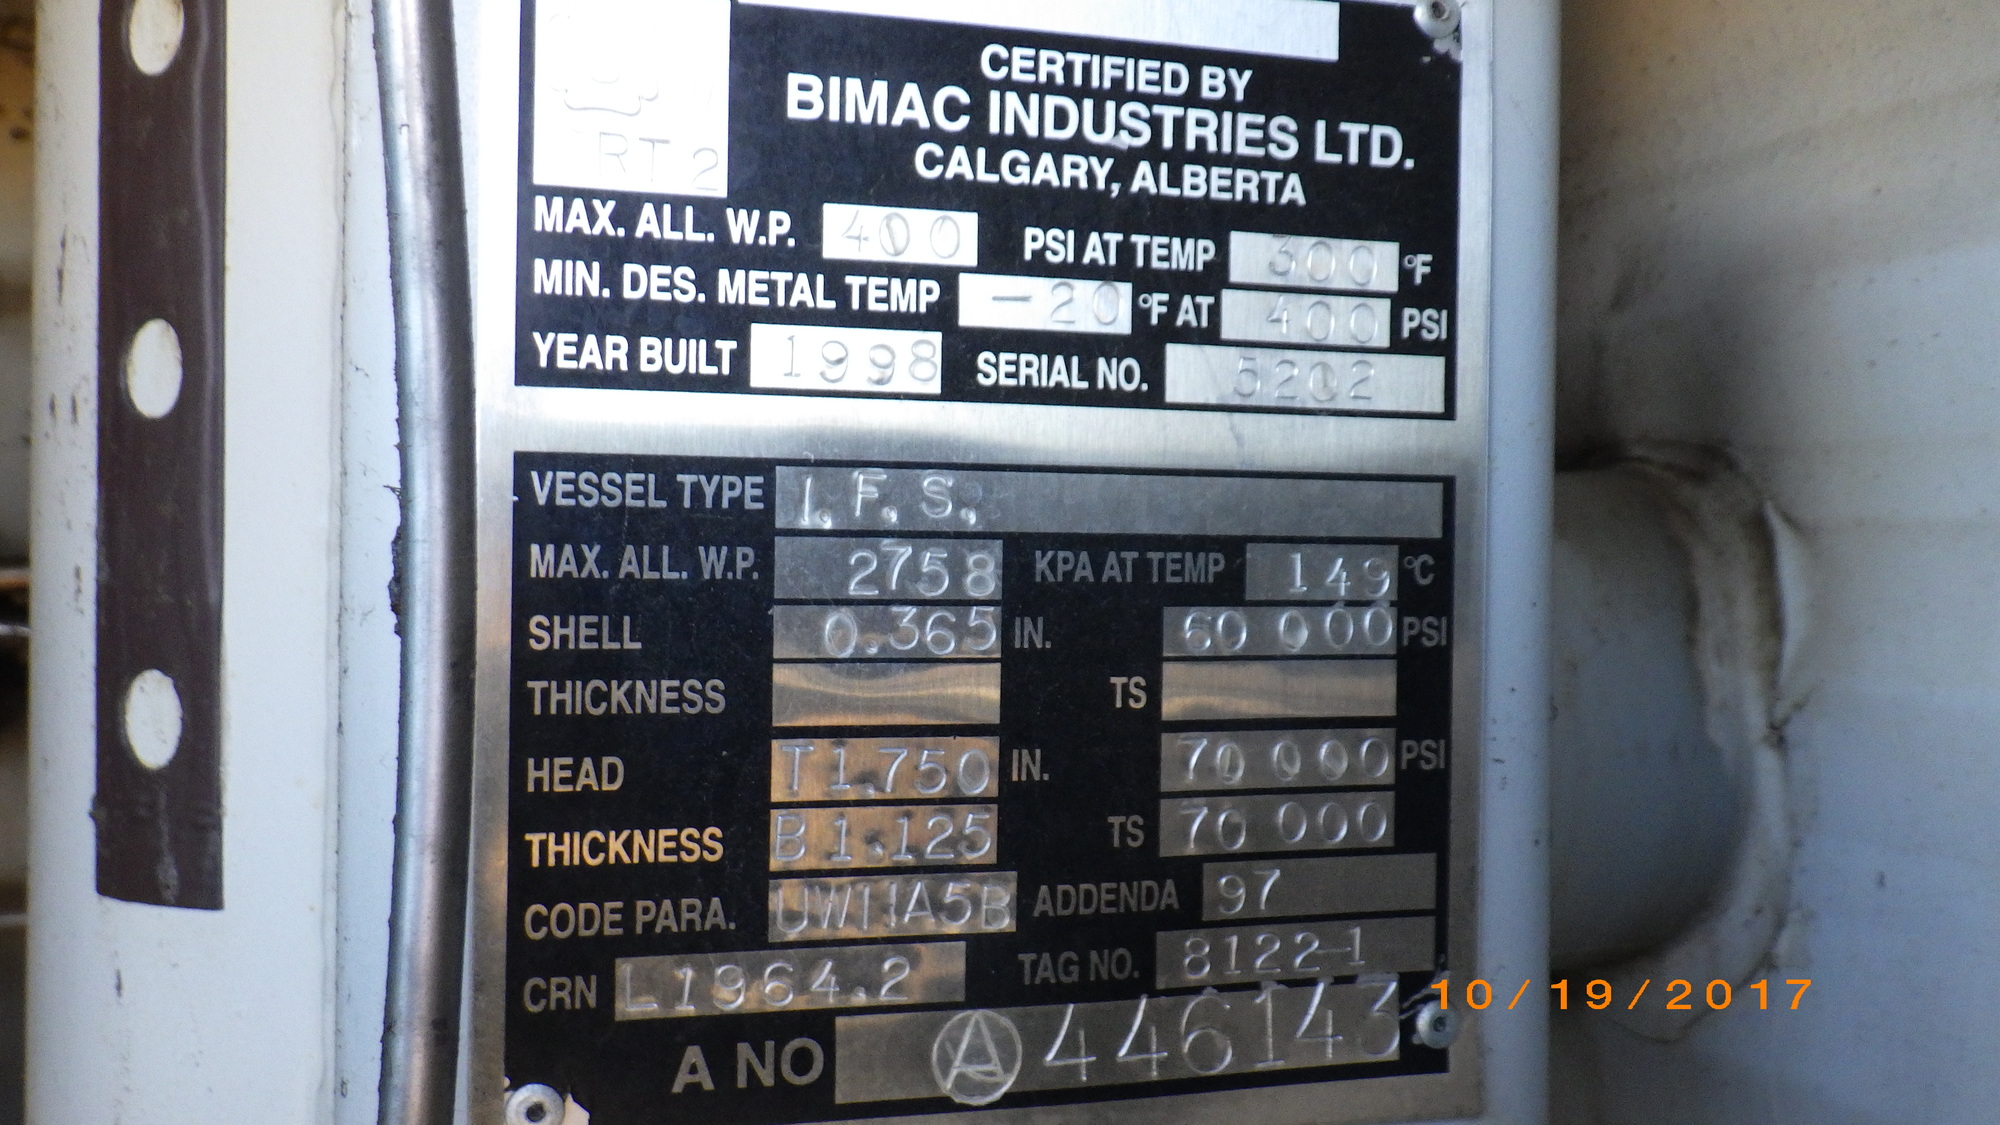 RT 2
CERTIFIED BY
BIMAC INDUSTRIES LTD.
CALGARY, ALBERTA
MAX. ALL. W.P. 400 PSI AT TEMP 300 °F
MIN. DES. METAL TEMP -20 °F AT 400 PSI
YEAR BUILT 1998 SERIAL NO. 5202
VESSEL TYPE I.F.S.
MAX. ALL. W.P. 2758 KPA AT TEMP 149 °C
SHELL 0.365 IN. 60 000 PSI
THICKNESS TS
HEAD T1.750 IN. 70 000 PSI
THICKNESS B1.125 TS 70 000
CODE PARA. UW11A5B ADDENDA 97
CRN L1964.2 TAG NO. 8122-1
A NO A 446143
10/19/2017